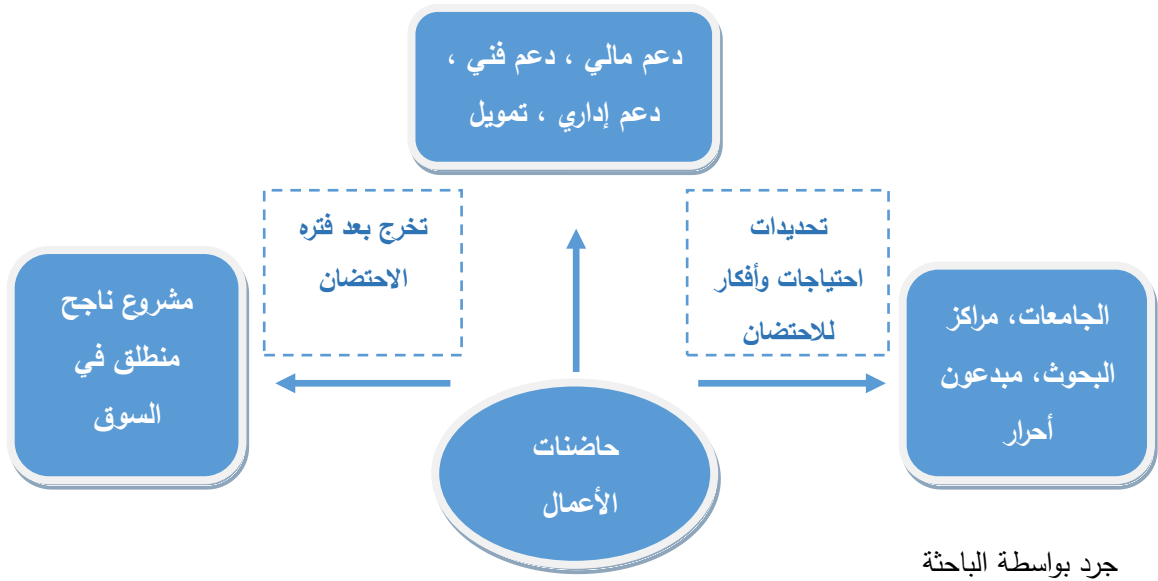 دعم مالي ، دعم فني ،
دعم إداري ، تمويل
تحديدات
احتياجات وأفكار
للاحتضان
تخرج بعد فتره
الاحتضان
الجامعات، مراكز
البحوث، مبدعون
أحرار
مشروع ناجح
منطلق في
السوق
حاضنات
الأعمال
جرد بواسطة الباحثة